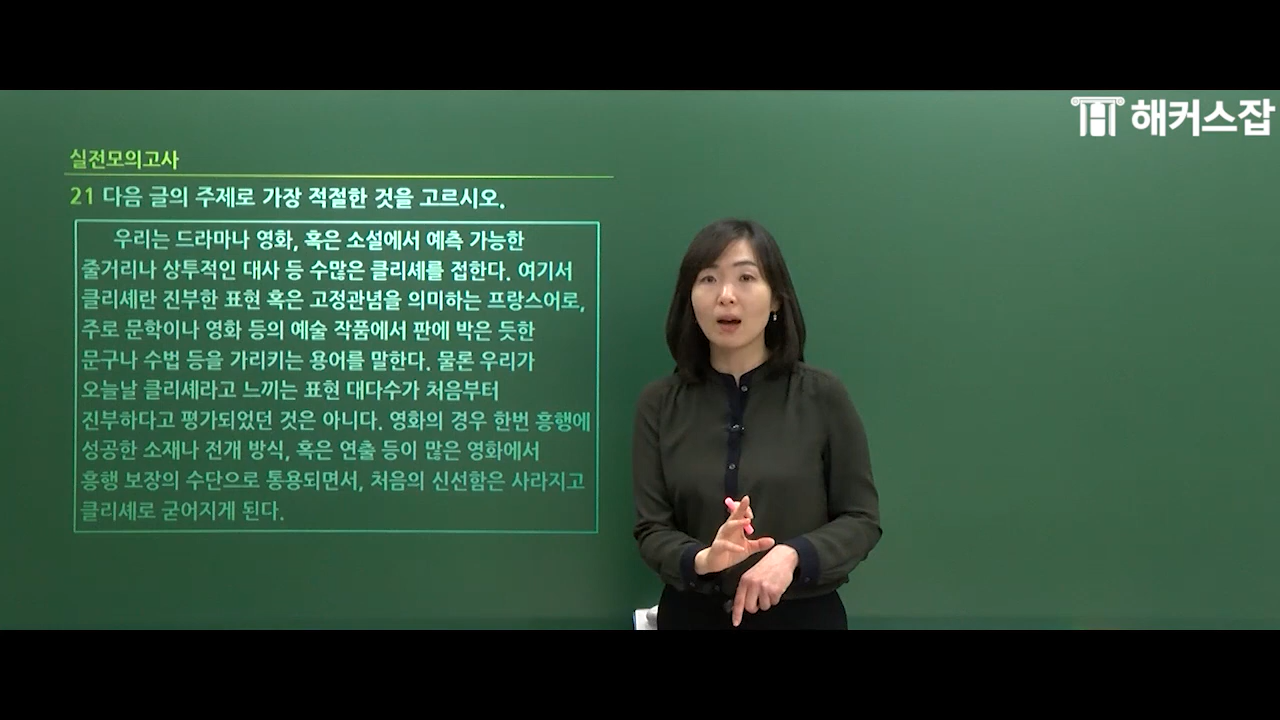 해커스잡
실전모의고사
21 다음 글의 주제로 가장 적절한 것을 고르시오.
우리는 드라마나 영화, 혹은 소설에서 예측 가능한
줄거리나 상투적인 대사 등 수많은 클리셰를 접한다. 여기서
클리셰란 진부한 표현 혹은 고정관념을 의미하는 프랑스어로,
주로 문학이나 영화 등의 예술 작품에서 판에 박은 듯한
문구나 수법 등을 가리키는 용어를 말한다. 물론 우리가
오늘날 클리셰라고 느끼는 표현 대다수가 처음부터
진부하다고 평가되었던 것은 아니다. 영화의 경우 한번 흥행에
성공한 소재나 전개 방식, 혹은 연출 등이 많은 영화에서
흥행 보장의 수단으로 통용되면서, 처음의 신선함은 사라지고
클리셰로 굳어지게 된다.